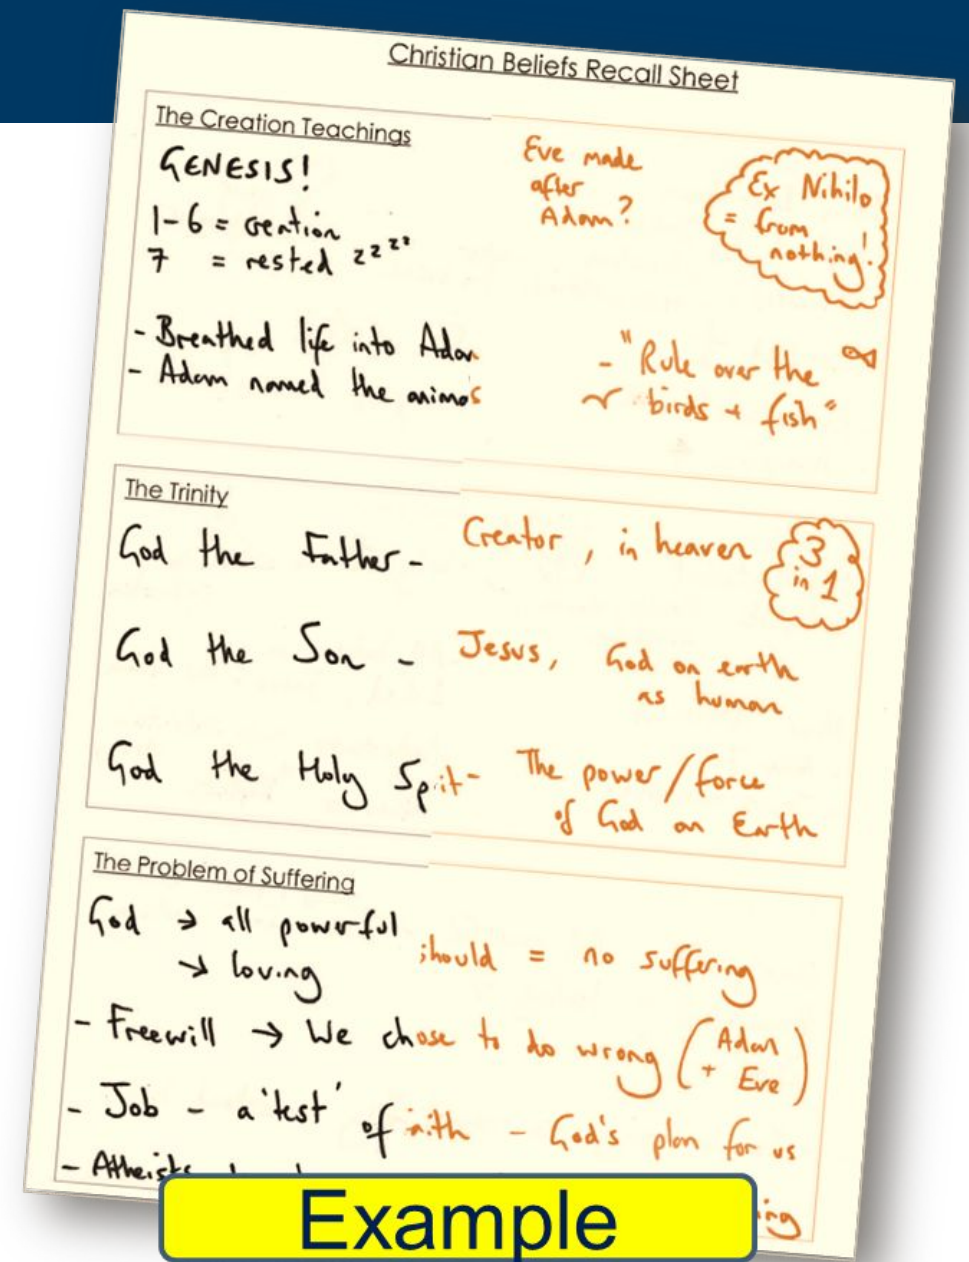 Christian Beliefs Recall Sheet
The Creation Teachings
GENESIS!
1-6 = creation
7 = rested zzzzz
- Breathed life into Adam
- Adam named the animals
Eve made
after
Adam?
Ex Nihilo
= from
nothing!
- "Rule over the
birds + fish"
The Trinity
God the Father - Creator, in heaven
3
in 1
God the Son - Jesus, God on earth
as human
God the Holy Spirit - The power/force
of God on Earth
The Problem of Suffering
God → all powerful
→ loving
should = no suffering
- Freewill → We chose to do wrong (Adam
+ Eve)
- Job - a 'test' of faith - God's plan for us
- Atheists
Example